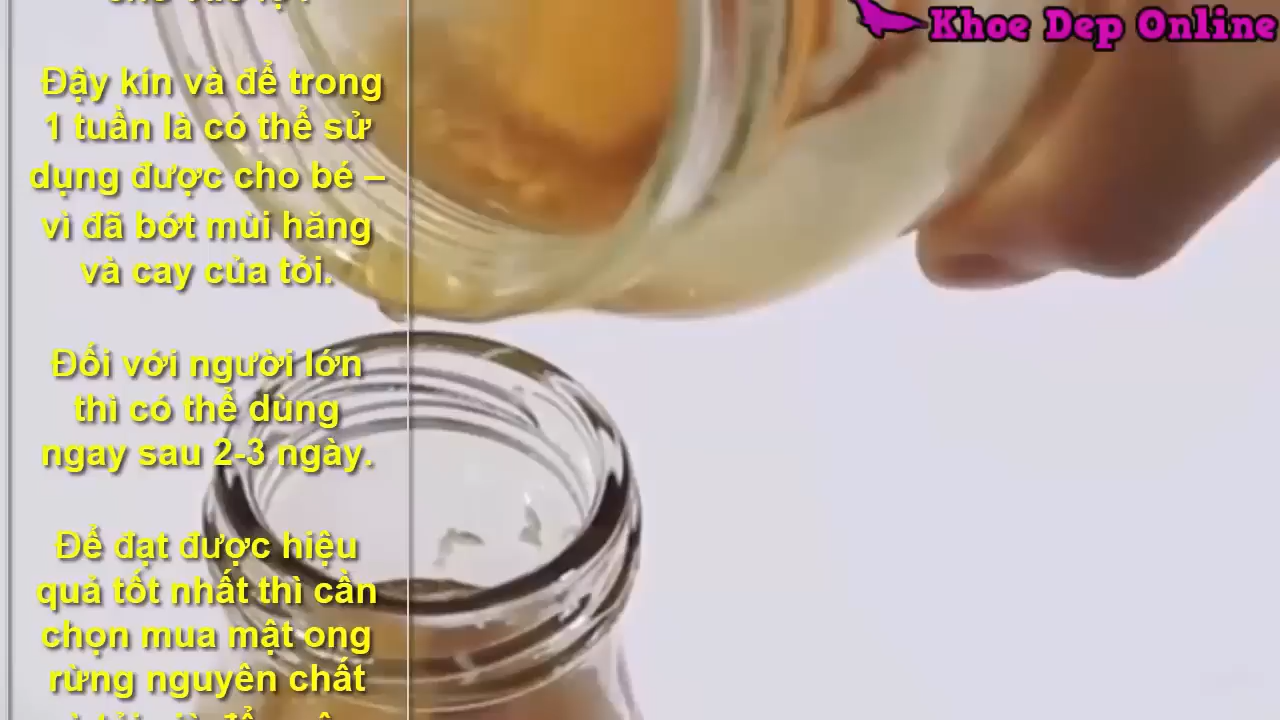 Khoe Dep Online
Đậy kín và để trong
1 tuần là có thể sử
dụng được cho bé –
vì đã bớt mùi hăng
và cay của tỏi.
Đối với người lớn
thì có thể dùng
ngay sau 2-3 ngày.
Để đạt được hiệu
quả tốt nhất thì cần
chọn mua mật ong
rừng nguyên chất